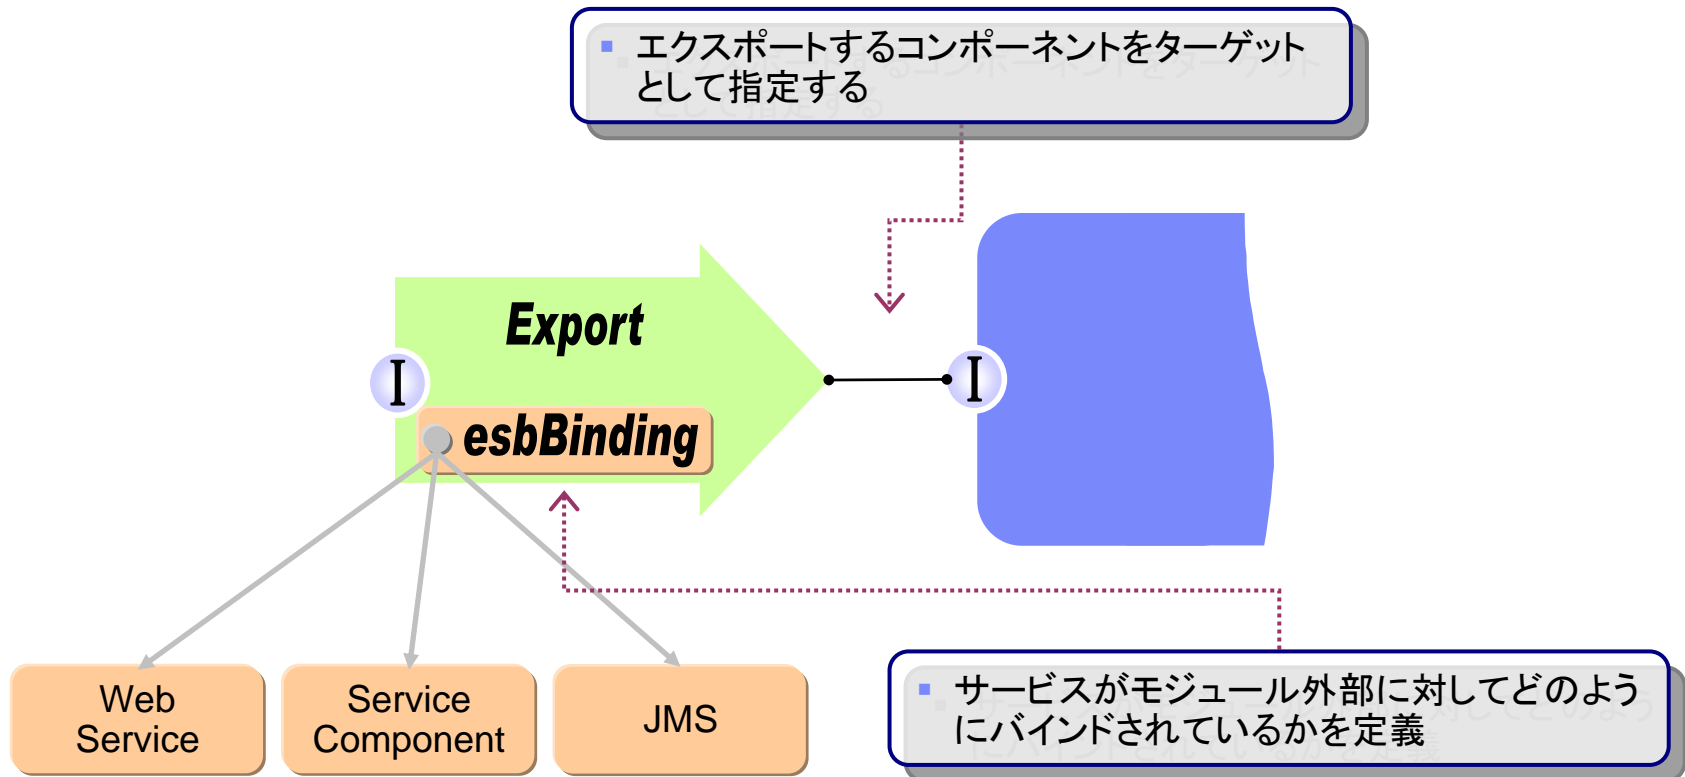 エクスポートするコンポーネントをターゲット
として指定する
Export
I
I
esbBinding
Web
Service
Service
Component
JMS
サービスがモジュール外部に対してどのよう
にバインドされているかを定義